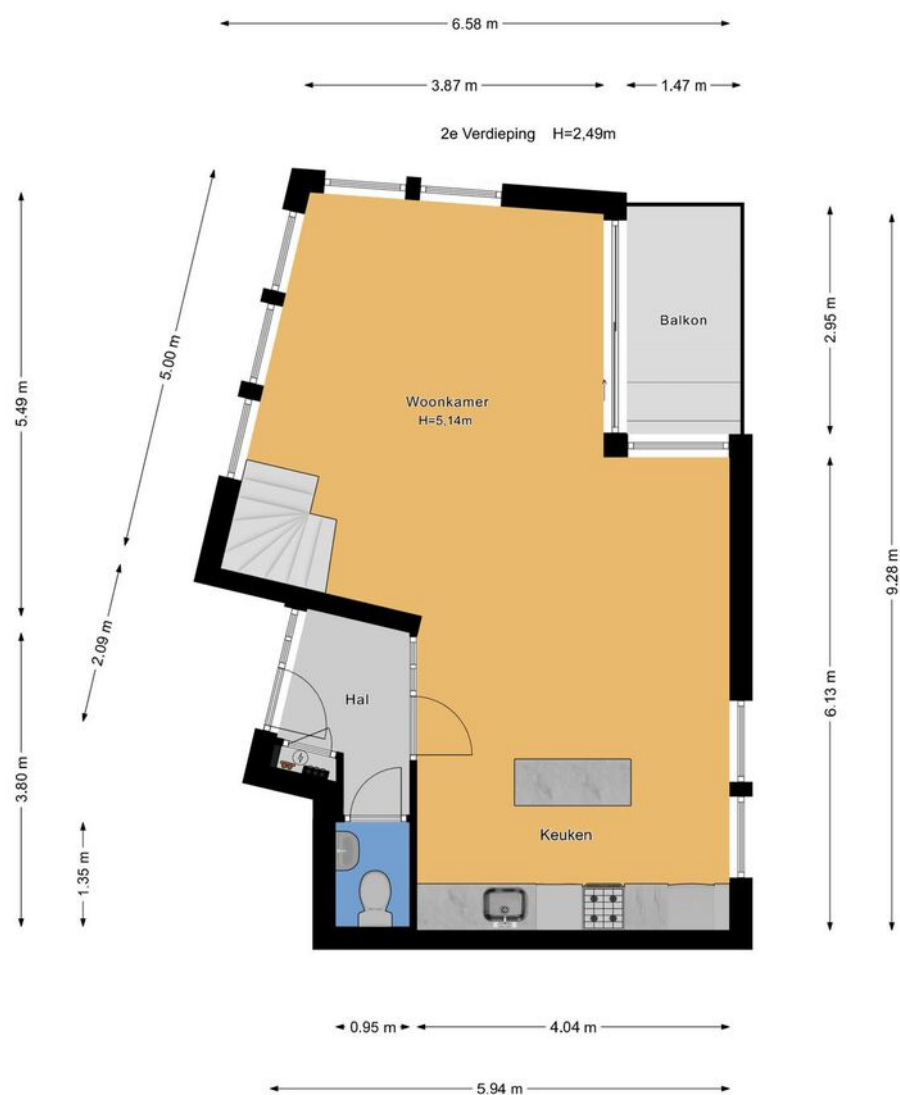 6.58 m
3.87 m
1.47 m
2e Verdieping H=2,49m
5.49 m
5.00 m
Balkon
2.95 m
Woonkamer
H=5,14m
9.28 m
2.09 m
Hal
6.13 m
3.80 m
Keuken
1.35 m
0.95 m
4.04 m
5.94 m